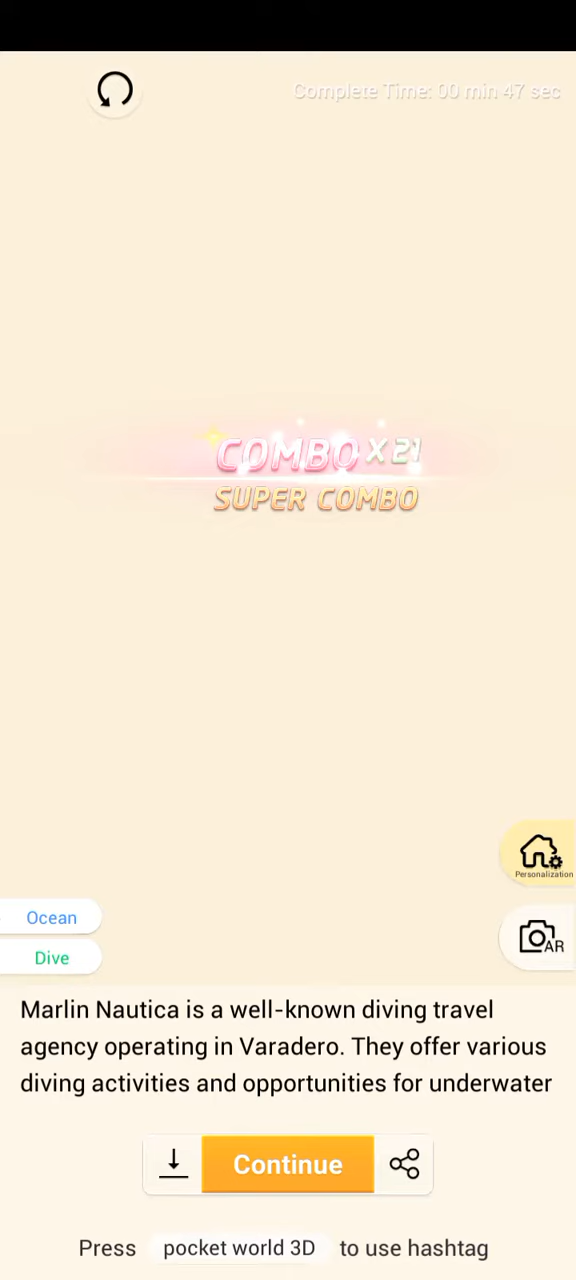 Complete Time: 00 min 47 sec
COMBO X 21
SUPER COMBO
Personalization
Ocean
AR
Dive
Marlin Nautica is a well-known diving travel
agency operating in Varadero. They offer various
diving activities and opportunities for underwater
Continue
Press pocket world 3D to use hashtag